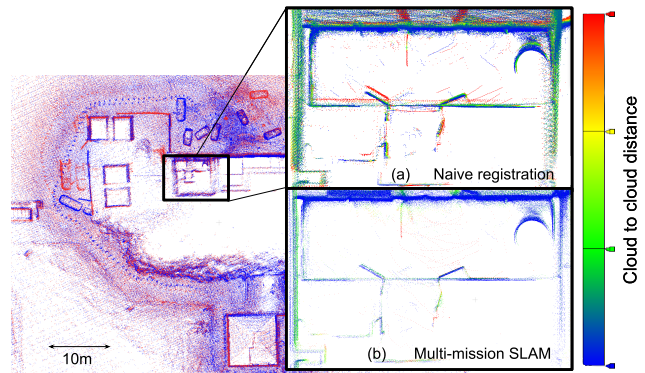 (a) Naive registration
(b) Multi-mission SLAM
10m
Cloud to cloud distance